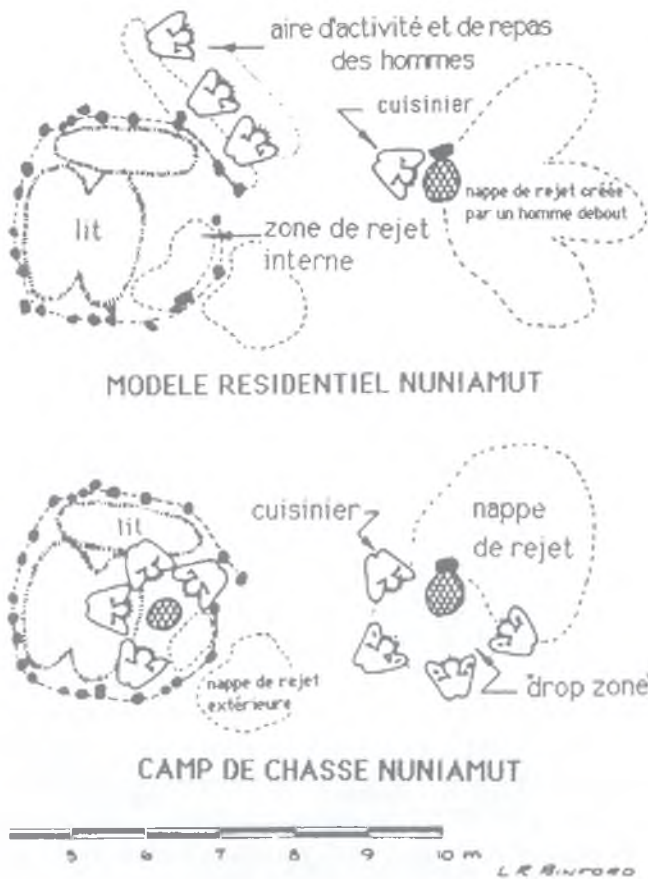 aire d'activité et de repas
des hommes
cuisinier
lit
nappe de rejet créée
par un homme debout
zone de rejet
interne
MODELE RESIDENTIEL NUNIAMUT
cuisinier
lit
nappe
de rejet
nappe de rejet
extérieure
"drop zone"
CAMP DE CHASSE NUNIAMUT
5 6 7 8 9 10 m
L R BINFORD